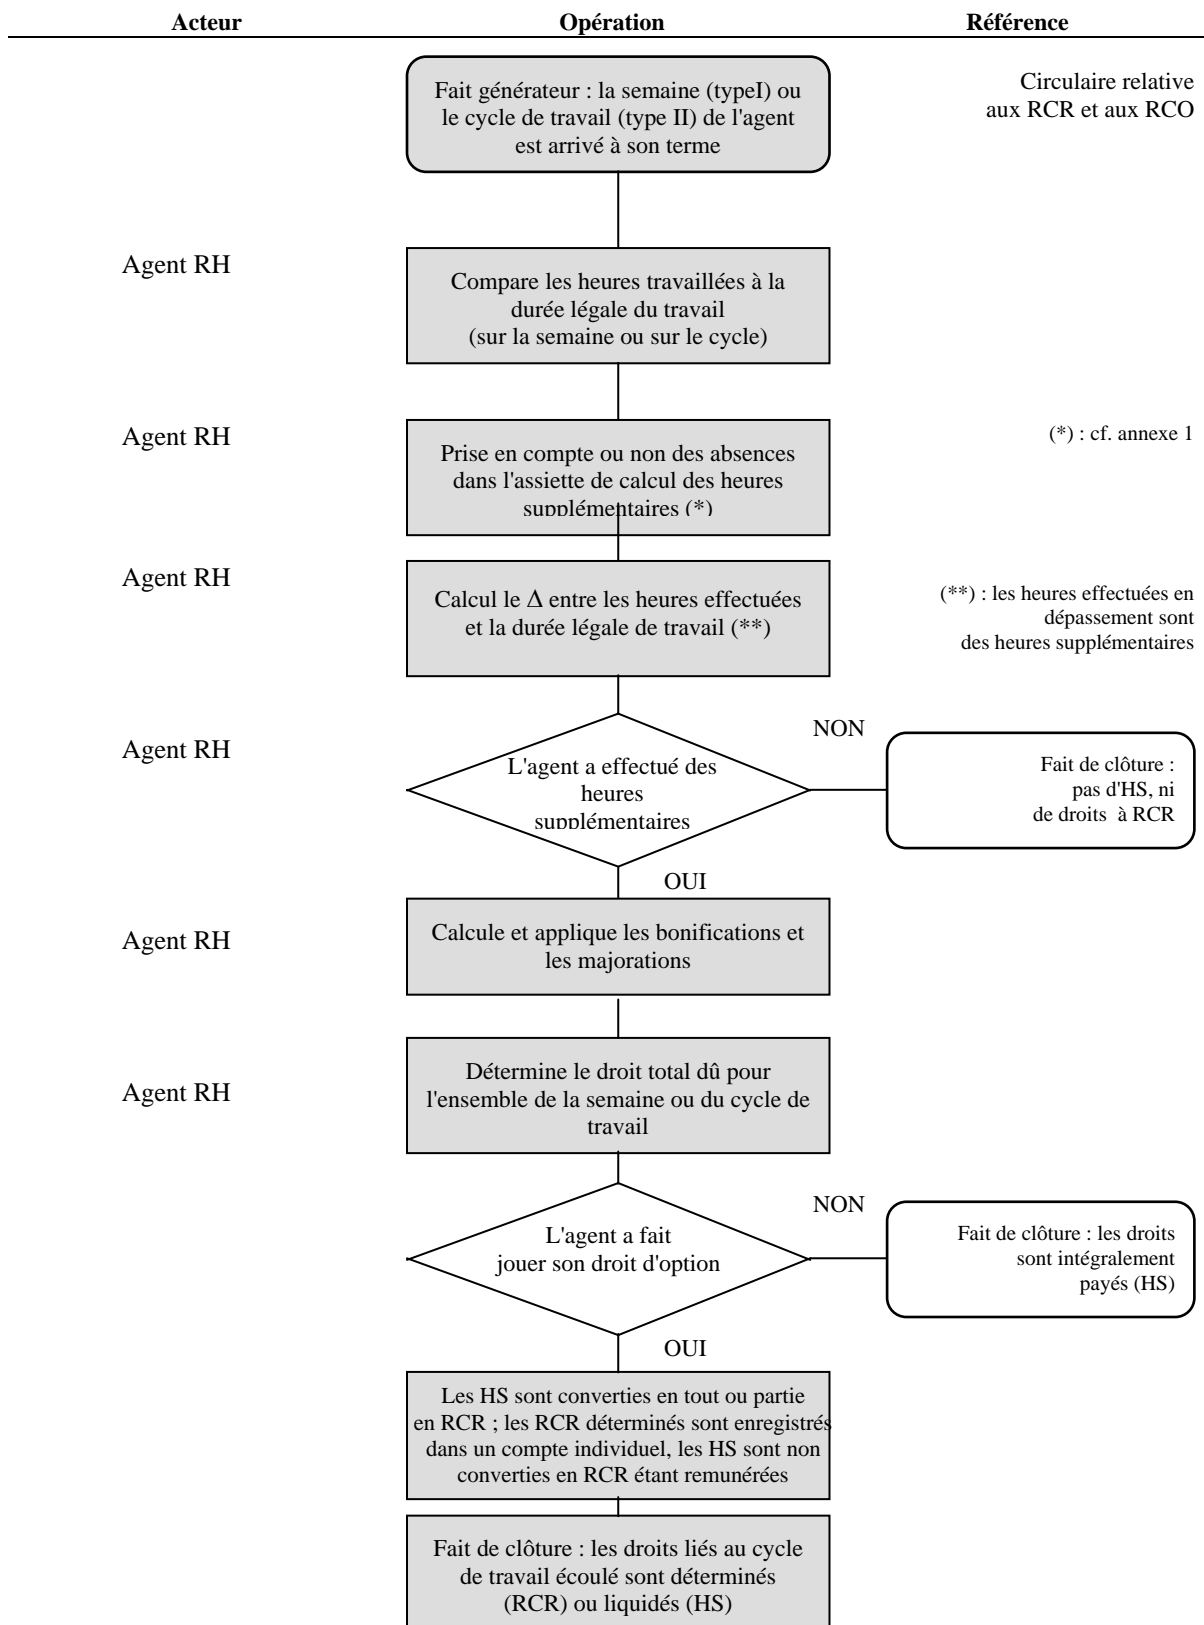 Acteur Opération Référence
Fait générateur : la semaine (typeI) ou
le cycle de travail (type II) de l'agent
est arrivé à son terme
Circulaire relative
aux RCR et aux RCO
Agent RH
Compare les heures travaillées à la
durée légale du travail
(sur la semaine ou sur le cycle)
Agent RH
Prise en compte ou non des absences
dans l'assiette de calcul des heures
supplémentaires (*)
(*) : cf. annexe 1
Agent RH
Calcul le Δ entre les heures effectuées
et la durée légale de travail (**)
(**) : les heures effectuées en
dépassement sont
des heures supplémentaires
Agent RH
L'agent a effectué des
heures
supplémentaires
NON
Fait de clôture :
pas d'HS, ni
de droits à RCR
OUI
Agent RH
Calcule et applique les bonifications et
les majorations
Agent RH
Détermine le droit total dû pour
l'ensemble de la semaine ou du cycle de
travail
L'agent a fait
jouer son droit d'option
NON
Fait de clôture : les droits
sont intégralement
payés (HS)
OUI
Les HS sont converties en tout ou partie
en RCR ; les RCR déterminés sont enregistrés
dans un compte individuel, les HS sont non
converties en RCR étant remunérées
Fait de clôture : les droits liés au cycle
de travail écoulé sont déterminés
(RCR) ou liquidés (HS)